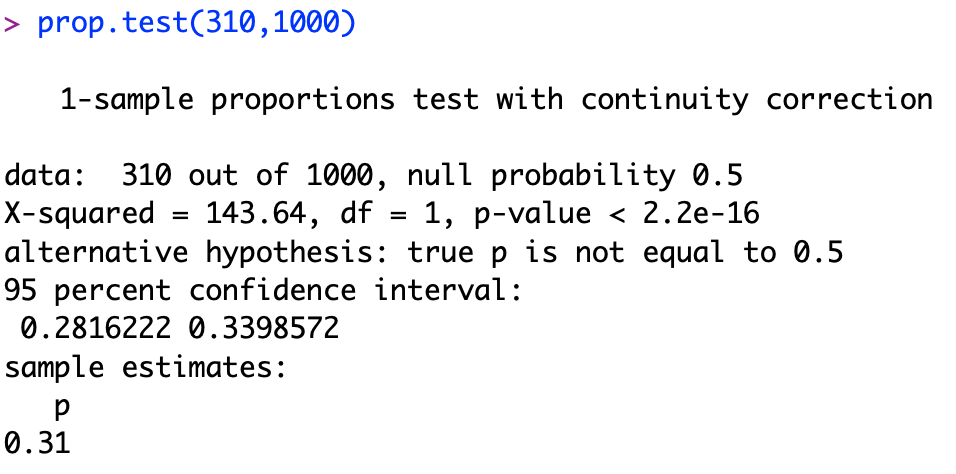 > prop.test(310,1000)
1-sample proportions test with continuity correction
data:  310 out of 1000, null probability 0.5
X-squared = 143.64, df = 1, p-value < 2.2e-16
alternative hypothesis: true p is not equal to 0.5
95 percent confidence interval:
0.2816222 0.3398572
sample estimates:
p
0.31